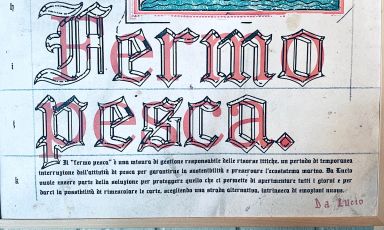 Fermo
pesca.
Il "fermo pesca" è una misura di gestione responsabile delle risorse ittiche, un periodo di temporanea
interruzione dell'attività di pesca per garantirne la sostenibilità e preservare l'ecosistema marino. Da Lucio
vuole essere parte della soluzione per proteggere quello che ci permette di sperimentare tutti i giorni e per
darci la possibilità di rimescolare le carte, scegliendo una strada alternativa, intrinseca di emozioni nuove.
Da Lucio